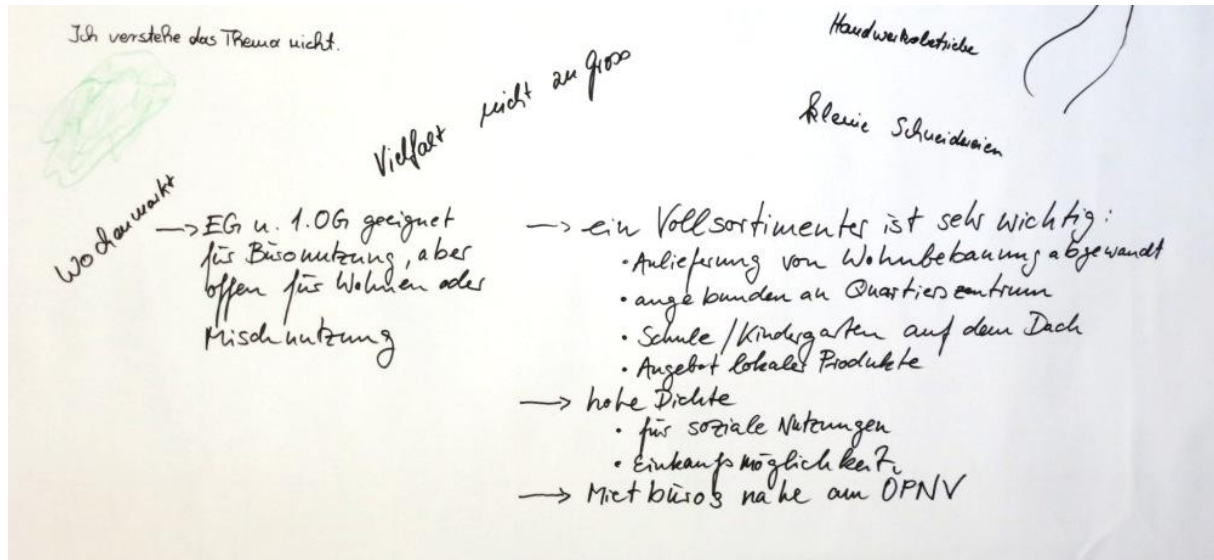 Ich verstehe das Thema nicht.
Handwerksbetriebe
Vielfalt nicht zu gross
kleine Schneidereien
Wochenmarkt
→ EG u. 1.OG geeignet
für Büronutzung, aber
offen für Wohnen oder
Mischnutzung
→ ein Vollsortimenter ist sehr wichtig:
• Anlieferung von Wohnbebauung abgewandt
• angebunden an Quartierszentrum
• Schule/Kindergarten auf dem Dach
• Angebot lokaler Produkte
→ hohe Dichte
• für soziale Nutzungen
• Einkaufsmöglichkeit.
→ Mietbüros nahe am ÖPNV